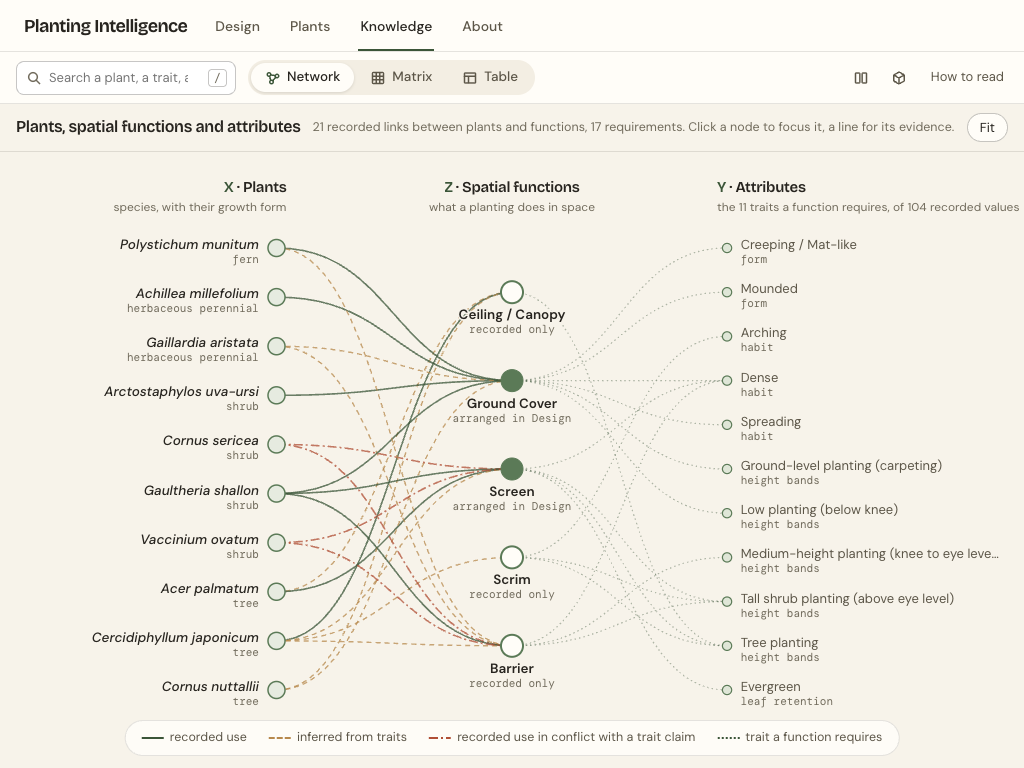 Planting Intelligence
Design
Plants
Knowledge
About
Search a plant, a trait, a
/
Network
Matrix
Table
How to read
Plants, spatial functions and attributes
21 recorded links between plants and functions, 17 requirements. Click a node to focus it, a line for its evidence.
Fit
X · Plants
species, with their growth form
Z · Spatial functions
what a planting does in space
Y · Attributes
the 11 traits a function requires, of 104 recorded values
Polystichum munitum
fern
Achillea millefolium
herbaceous perennial
Gaillardia aristata
herbaceous perennial
Arctostaphylos uva-ursi
shrub
Cornus sericea
shrub
Gaultheria shallon
shrub
Vaccinium ovatum
shrub
Acer palmatum
tree
Cercidiphyllum japonicum
tree
Cornus nuttallii
tree
Ceiling / Canopy
recorded only
Ground Cover
arranged in Design
Screen
arranged in Design
Scrim
recorded only
Barrier
recorded only
Creeping / Mat-like
form
Mounded
form
Arching
habit
Dense
habit
Spreading
habit
Ground-level planting (carpeting)
height bands
Low planting (below knee)
height bands
Medium-height planting (knee to eye leve…
height bands
Tall shrub planting (above eye level)
height bands
Tree planting
height bands
Evergreen
leaf retention
recorded use
inferred from traits
recorded use in conflict with a trait claim
trait a function requires